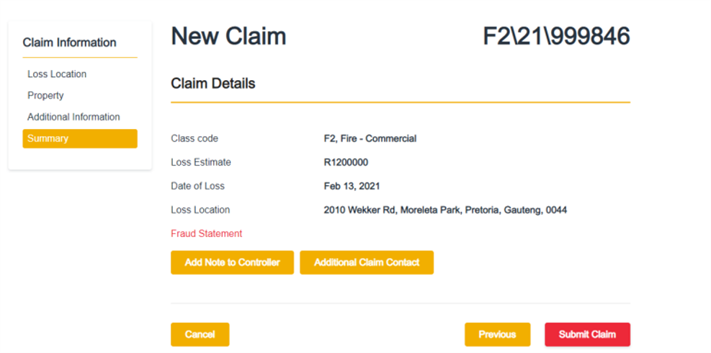 Claim Information
Loss Location
Property
Additional Information
Summary
New Claim F2\21\999846
Claim Details
Class code F2, Fire - Commercial
Loss Estimate R1200000
Date of Loss Feb 13, 2021
Loss Location 2010 Wekker Rd, Moreleta Park, Pretoria, Gauteng, 0044
Fraud Statement
Add Note to Controller Additional Claim Contact
Cancel Previous Submit Claim